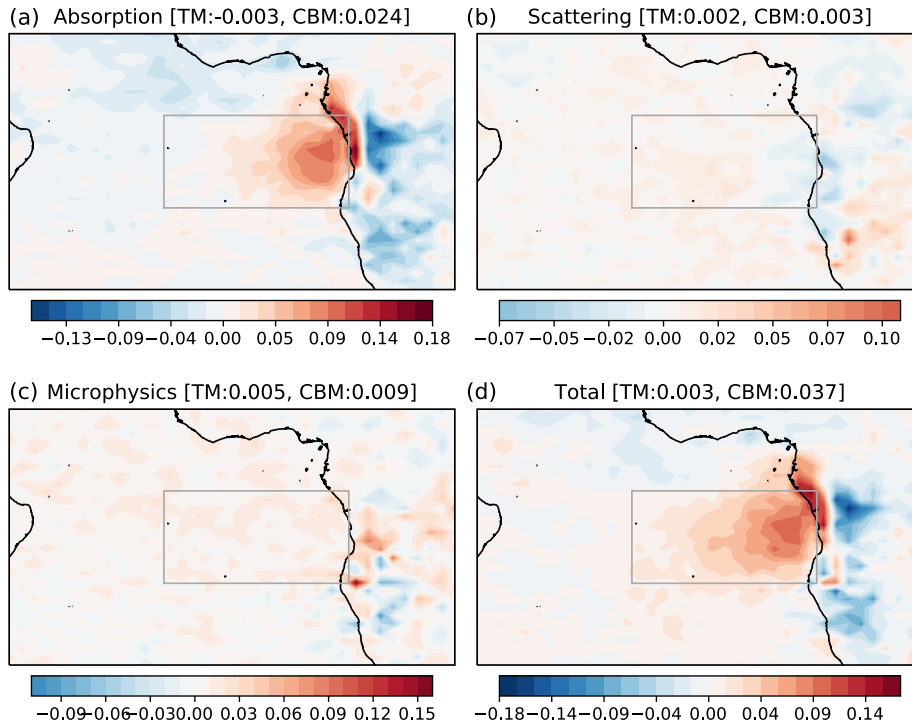 (a) Absorption [TM:-0.003, CBM:0.024]
(b) Scattering [TM:0.002, CBM:0.003]
−0.13 −0.09 −0.04 0.00 0.05 0.09 0.14 0.18
−0.07 −0.05 −0.02 0.00 0.02 0.05 0.07 0.10
(c) Microphysics [TM:0.005, CBM:0.009]
(d) Total [TM:0.003, CBM:0.037]
−0.09 −0.06 −0.03 0.00 0.03 0.06 0.09 0.12 0.15
−0.18 −0.14 −0.09 −0.04 0.00 0.04 0.09 0.14